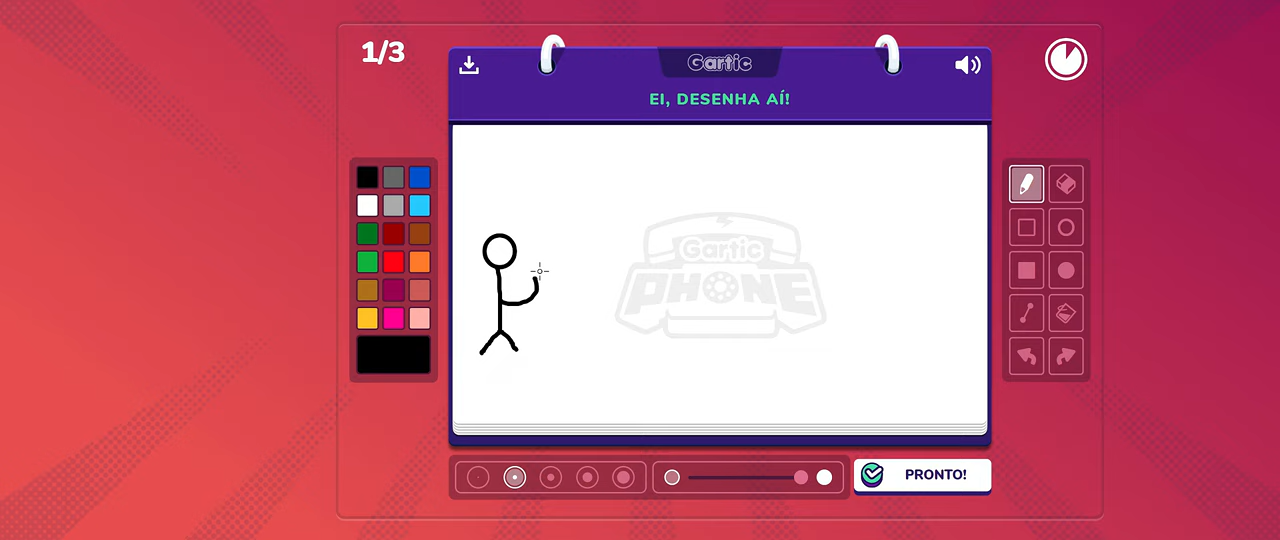 1/3
Gartic
EI, DESENHA AÍ!
Gartic
PHONE
PRONTO!